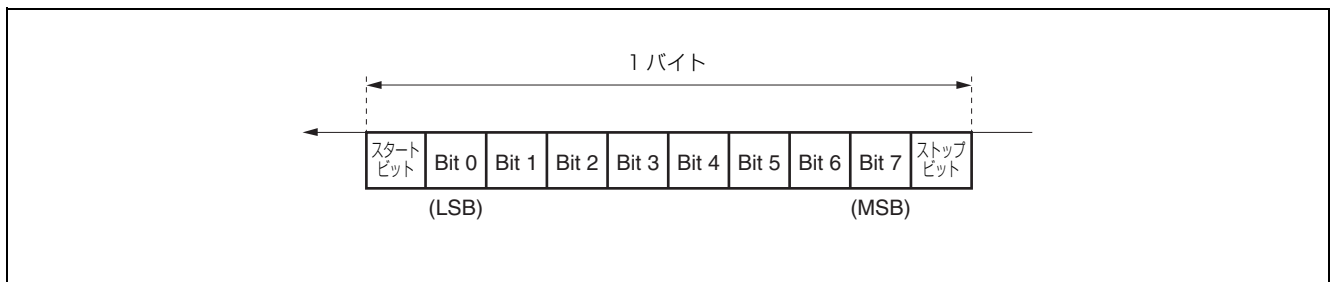 1 バイト
スタート
ビット
Bit 0
Bit 1
Bit 2
Bit 3
Bit 4
Bit 5
Bit 6
Bit 7
ストップ
ビット
(LSB)
(MSB)